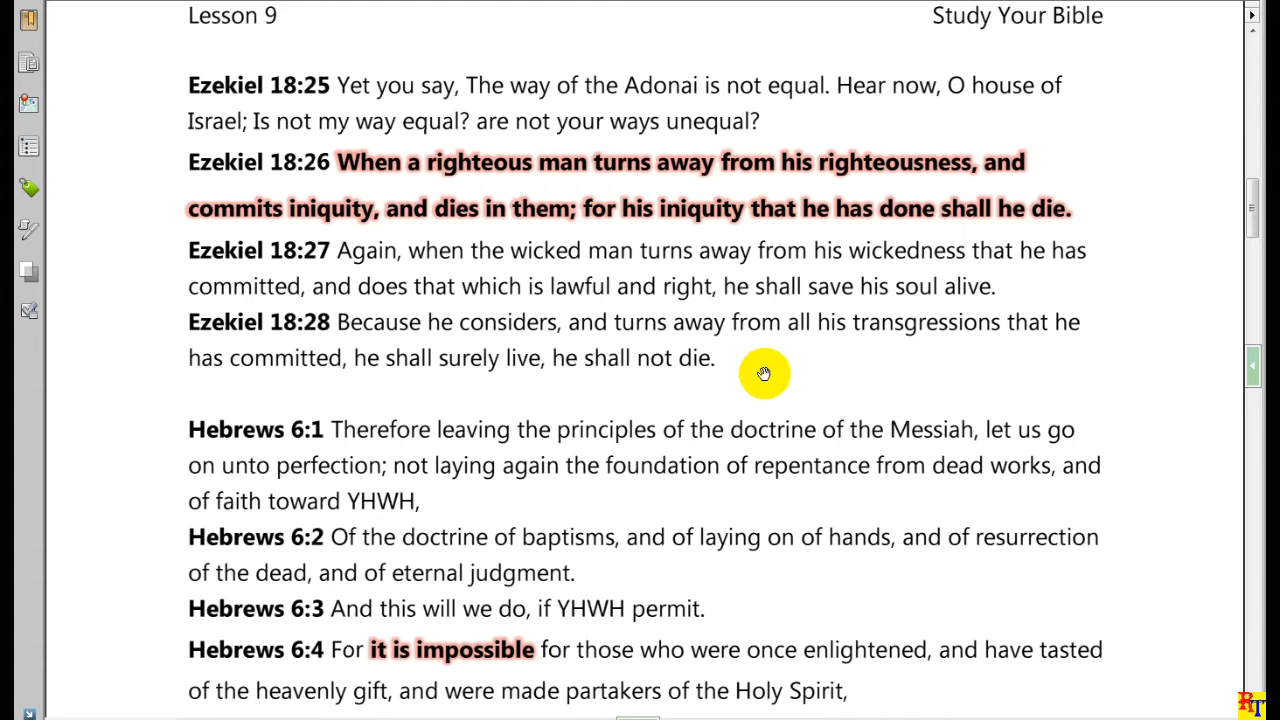 Lesson 9 Study Your Bible
Ezekiel 18:25 Yet you say, The way of the Adonai is not equal. Hear now, O house of
Israel; Is not my way equal? are not your ways unequal?
Ezekiel 18:26 When a righteous man turns away from his righteousness, and
commits iniquity, and dies in them; for his iniquity that he has done shall he die.
Ezekiel 18:27 Again, when the wicked man turns away from his wickedness that he has
committed, and does that which is lawful and right, he shall save his soul alive.
Ezekiel 18:28 Because he considers, and turns away from all his transgressions that he
has committed, he shall surely live, he shall not die.
Hebrews 6:1 Therefore leaving the principles of the doctrine of the Messiah, let us go
on unto perfection; not laying again the foundation of repentance from dead works, and
of faith toward YHWH,
Hebrews 6:2 Of the doctrine of baptisms, and of laying on of hands, and of resurrection
of the dead, and of eternal judgment.
Hebrews 6:3 And this will we do, if YHWH permit.
Hebrews 6:4 For it is impossible for those who were once enlightened, and have tasted
of the heavenly gift, and were made partakers of the Holy Spirit,
RT